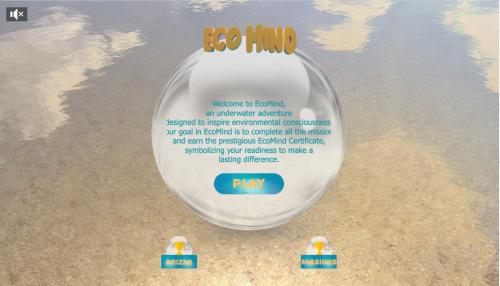 ECO MIND
Welcome to EcoMind,
an underwater adventure
designed to inspire environmental consciousness
our goal in EcoMind is to complete all the mission
and earn the prestigious EcoMind Certificate,
symbolizing your readiness to make a
lasting difference.
PLAY
PRIZES
MISSIONS